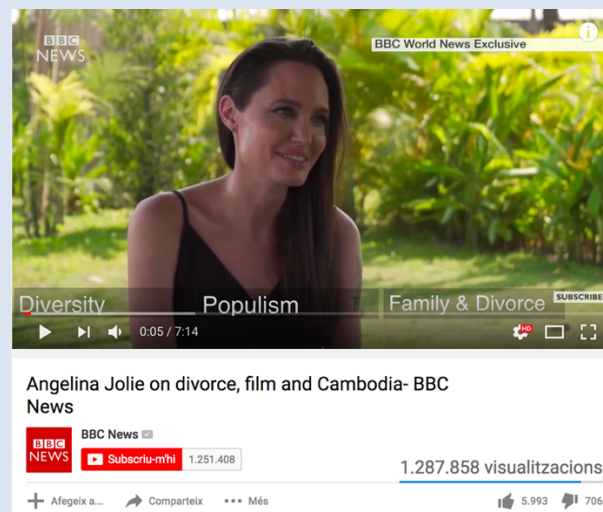 BBC
NEWS
BBC World News Exclusive
Diversity
Populism
Family & Divorce
SUBSCRIBE
0:05 / 7:14
HD
Angelina Jolie on divorce, film and Cambodia- BBC
News
BBC
NEWS
BBC News
Subscriu-m'hi 1.251.408
1.287.858 visualitzacions
Afegeix a... Comparteix Més
5.993 706